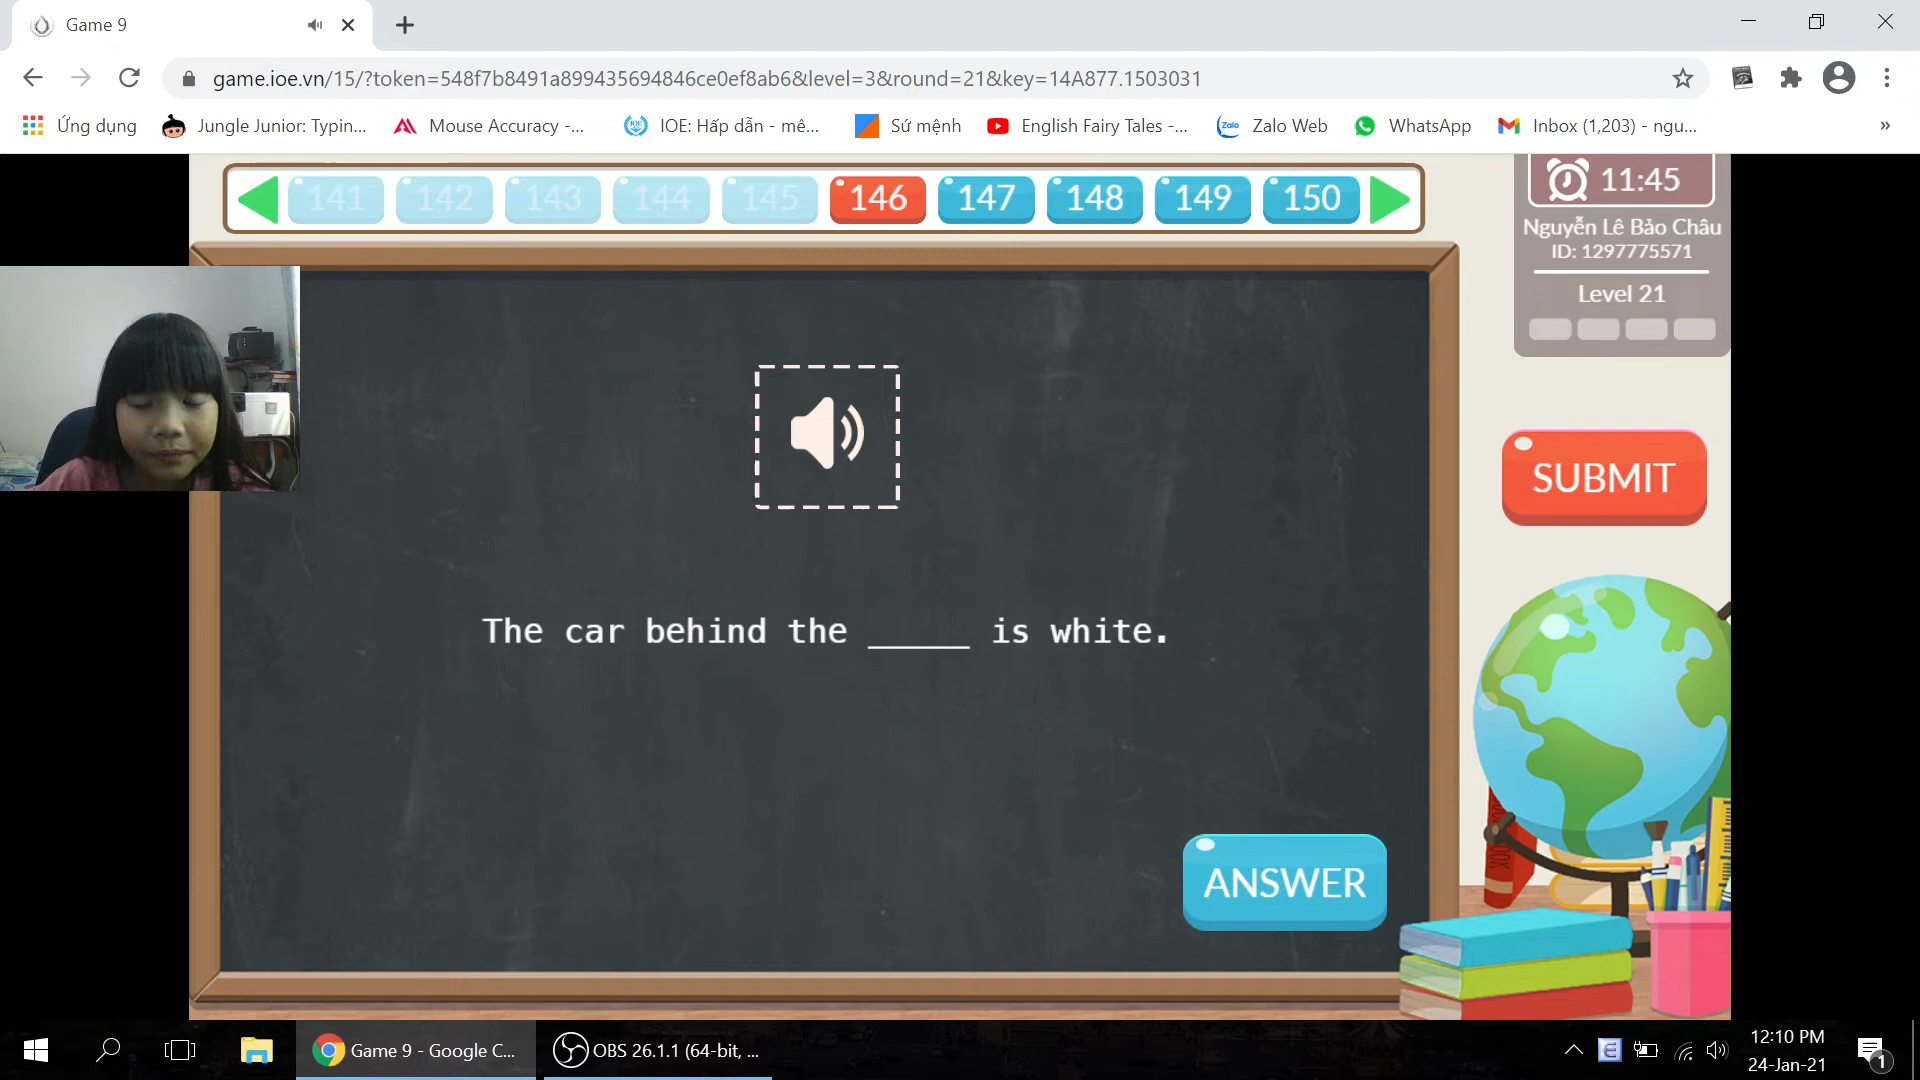 Game 9
game.ioe.vn/15/?token=548f7b8491a899435694846ce0ef8ab6&level=3&round=21&key=14A877.1503031
Ứng dụng Jungle Junior: Typin... Mouse Accuracy -... IOE: Hấp dẫn - mê... Sứ mệnh English Fairy Tales -... Zalo Web WhatsApp Inbox (1,203) - ngu... »
141 142 143 144 145 146 147 148 149 150
11:45
Nguyễn Lê Bảo Châu
ID: 1297775571
Level 21
SUBMIT
The car behind the _____ is white.
ANSWER
Game 9 - Google C... OBS 26.1.1 (64-bit, ...
12:10 PM
24-Jan-21
1